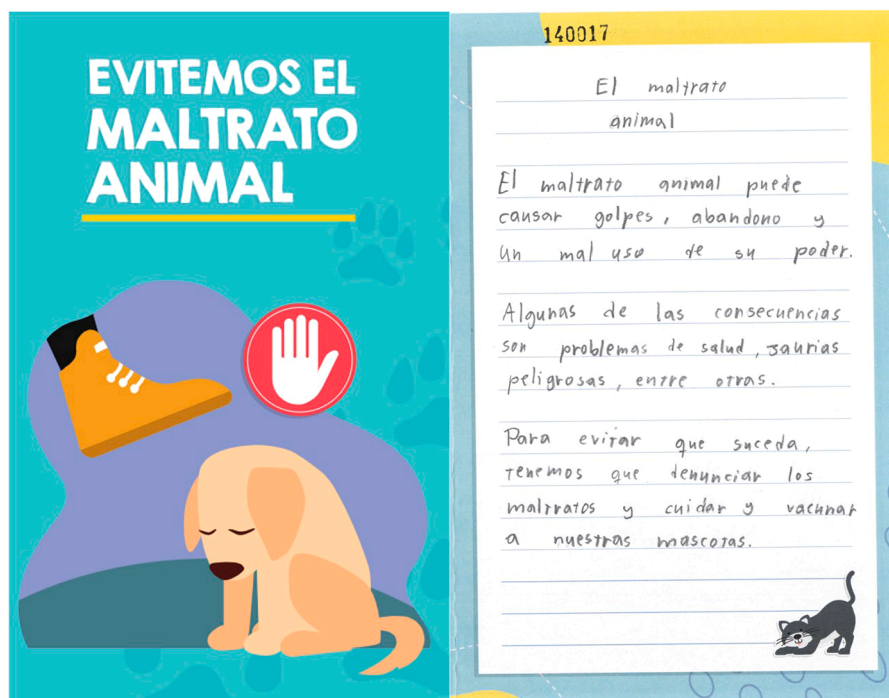 EVITEMOS EL
MALTRATO
ANIMAL
140017
El maltrato
animal
El maltrato animal puede
causar golpes, abandono y
un mal uso de su poder.
Algunas de las consecuencias
son problemas de salud, jaurias
peligrosas, entre otras.
Para evitar que suceda,
tenemos que denunciar los
maltratos y cuidar y vacunar
a nuestras mascotas.